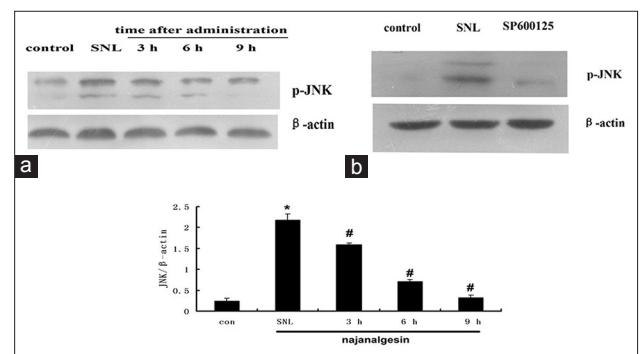 time after administration
control SNL 3 h 6 h 9 h
p-JNK
β-actin
a
control SNL SP600125
p-JNK
β-actin
b
JNK/β-actin
2.5
2
1.5
1
0.5
0
*
#
#
#
con SNL 3 h 6 h 9 h
najanalgesin